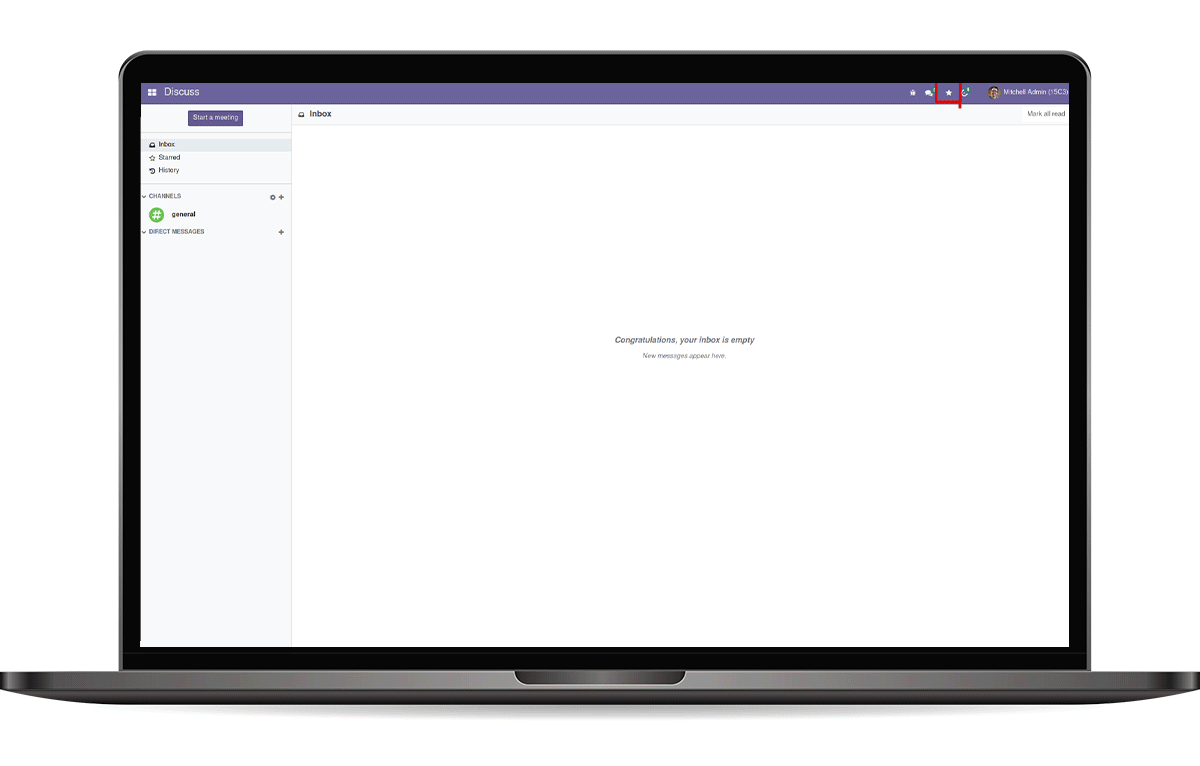 Discuss
Mitchell Admin (15C3)
Start a meeting
Inbox
Mark all read
Inbox
Starred
History
CHANNELS
general
DIRECT MESSAGES
Congratulations, your inbox is empty
New messages appear here.